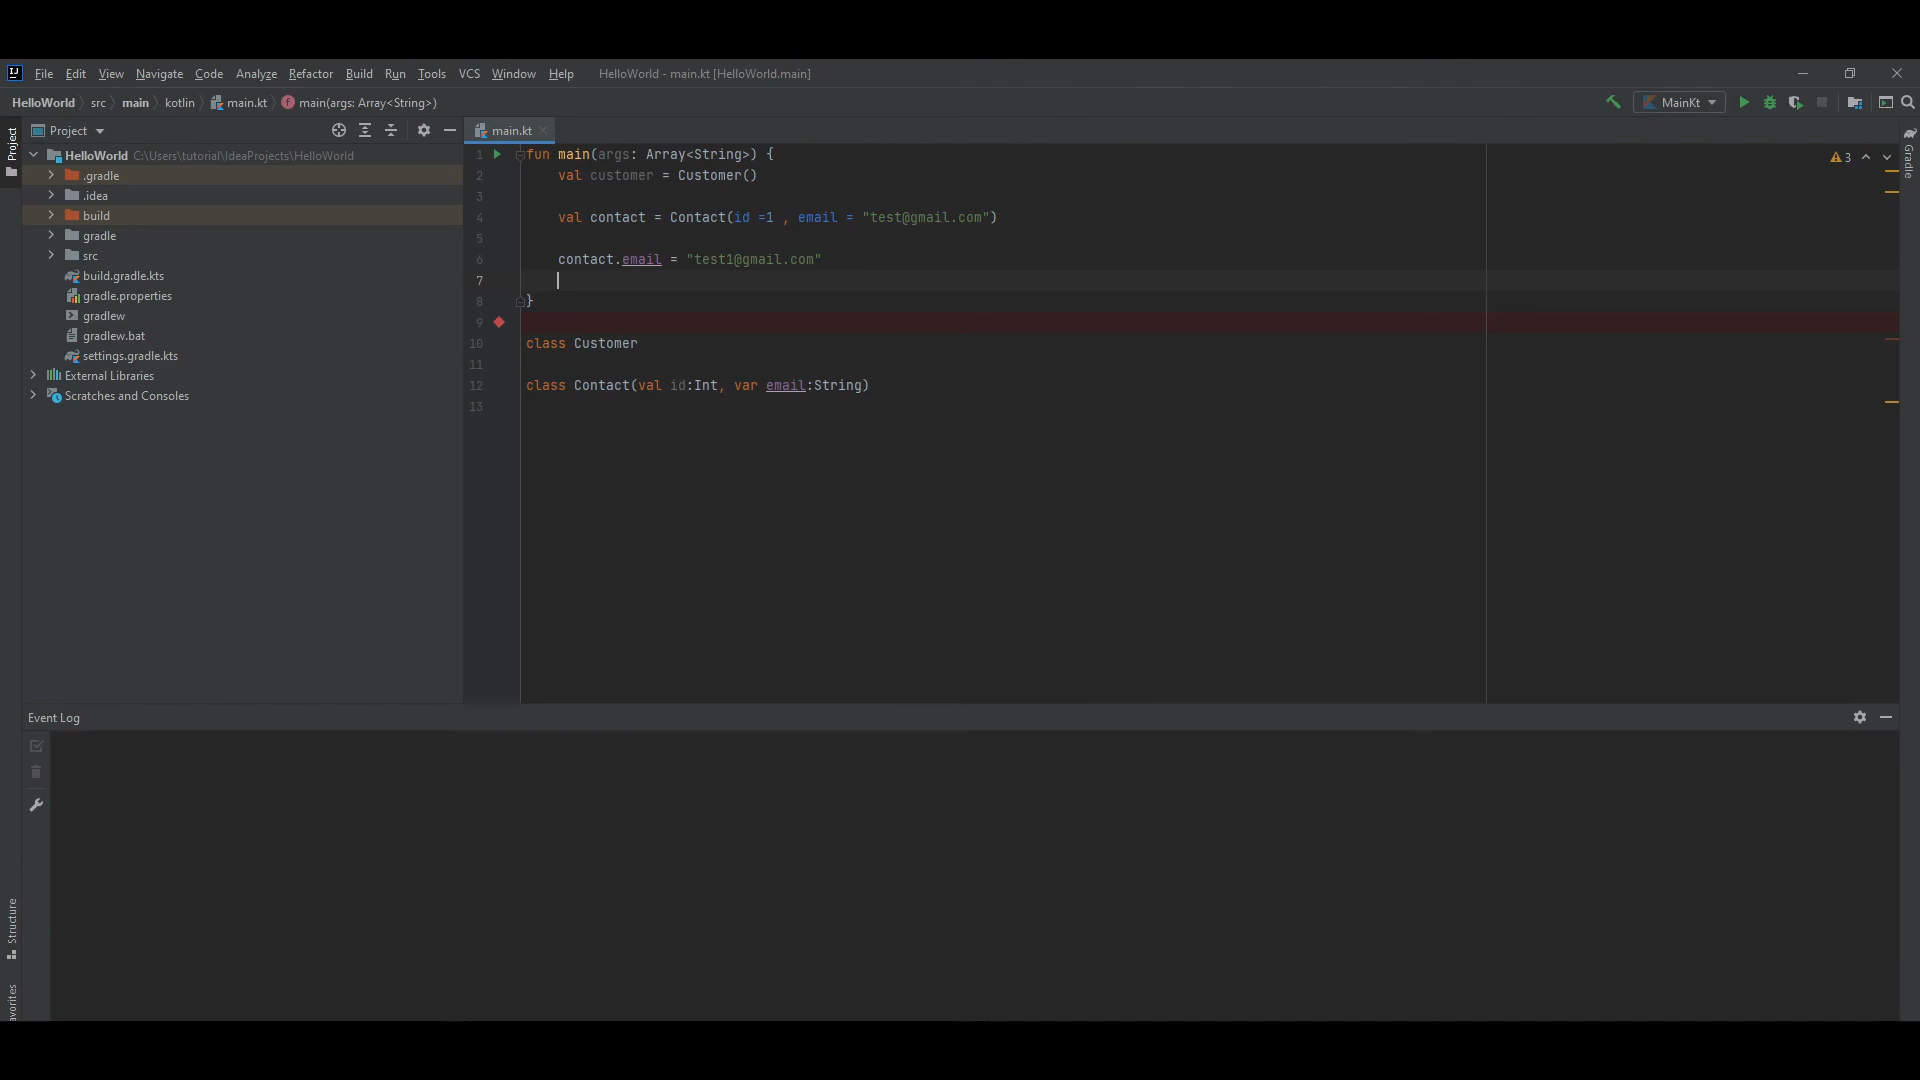 File Edit View Navigate Code Analyze Refactor Build Run Tools VCS Window Help HelloWorld - main.kt [HelloWorld.main]
HelloWorld src main kotlin main.kt main(args: Array<String>) MainKt
Project
Project
main.kt
Gradle
HelloWorld C:\Users\tutorial\IdeaProjects\HelloWorld
.gradle
.idea
build
gradle
src
build.gradle.kts
gradle.properties
gradlew
gradlew.bat
settings.gradle.kts
External Libraries
Scratches and Consoles
3
1 fun main(args: Array<String>) {
2 val customer = Customer()
3
4 val contact = Contact(id =1 , email = "test@gmail.com")
5
6 contact.email = "test1@gmail.com"
7
8 }
9
10 class Customer
11
12 class Contact(val id:Int, var email:String)
13
Event Log
Structure
avorites